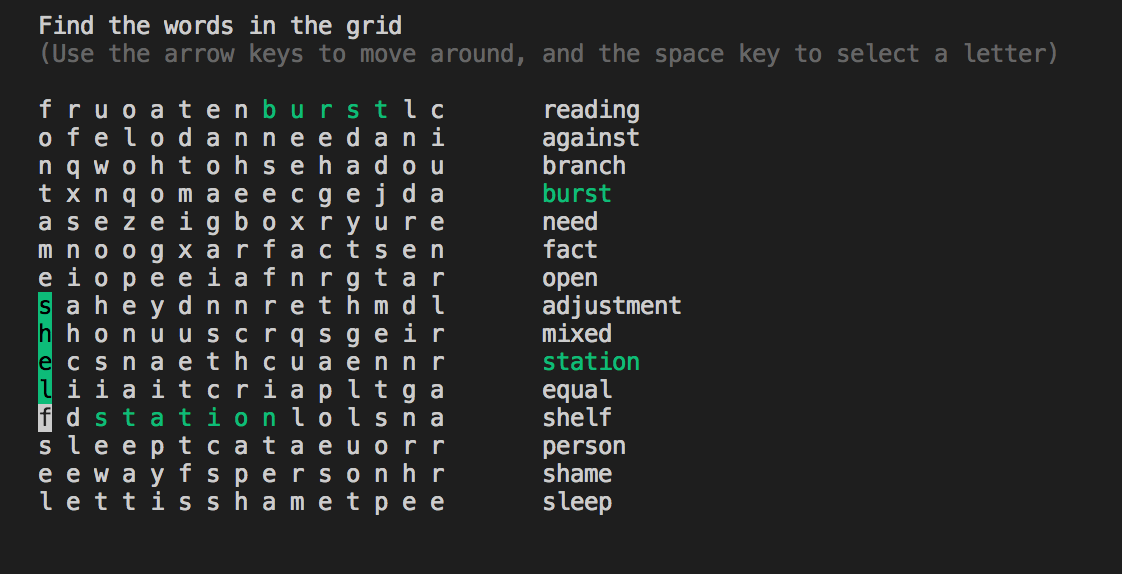 Find the words in the grid
(Use the arrow keys to move around, and the space key to select a letter)
f r u o a t e n b u r s t l c reading
o f e l o d a n n e e d a n i against
n q w o h t o h s e h a d o u branch
t x n q o m a e e c g e j d a burst
a s e z e i g b o x r y u r e need
m n o o g x a r f a c t s e n fact
e i o p e e i a f n r g t a r open
s a h e y d n n r e t h m d l adjustment
h h o n u u s c r q s g e i r mixed
e c s n a e t h c u a e n n r station
l i i a i t c r i a p l t g a equal
f d s t a t i o n l o l s n a shelf
s l e e p t c a t a e u o r r person
e e w a y f s p e r s o n h r shame
l e t t i s s h a m e t p e e sleep